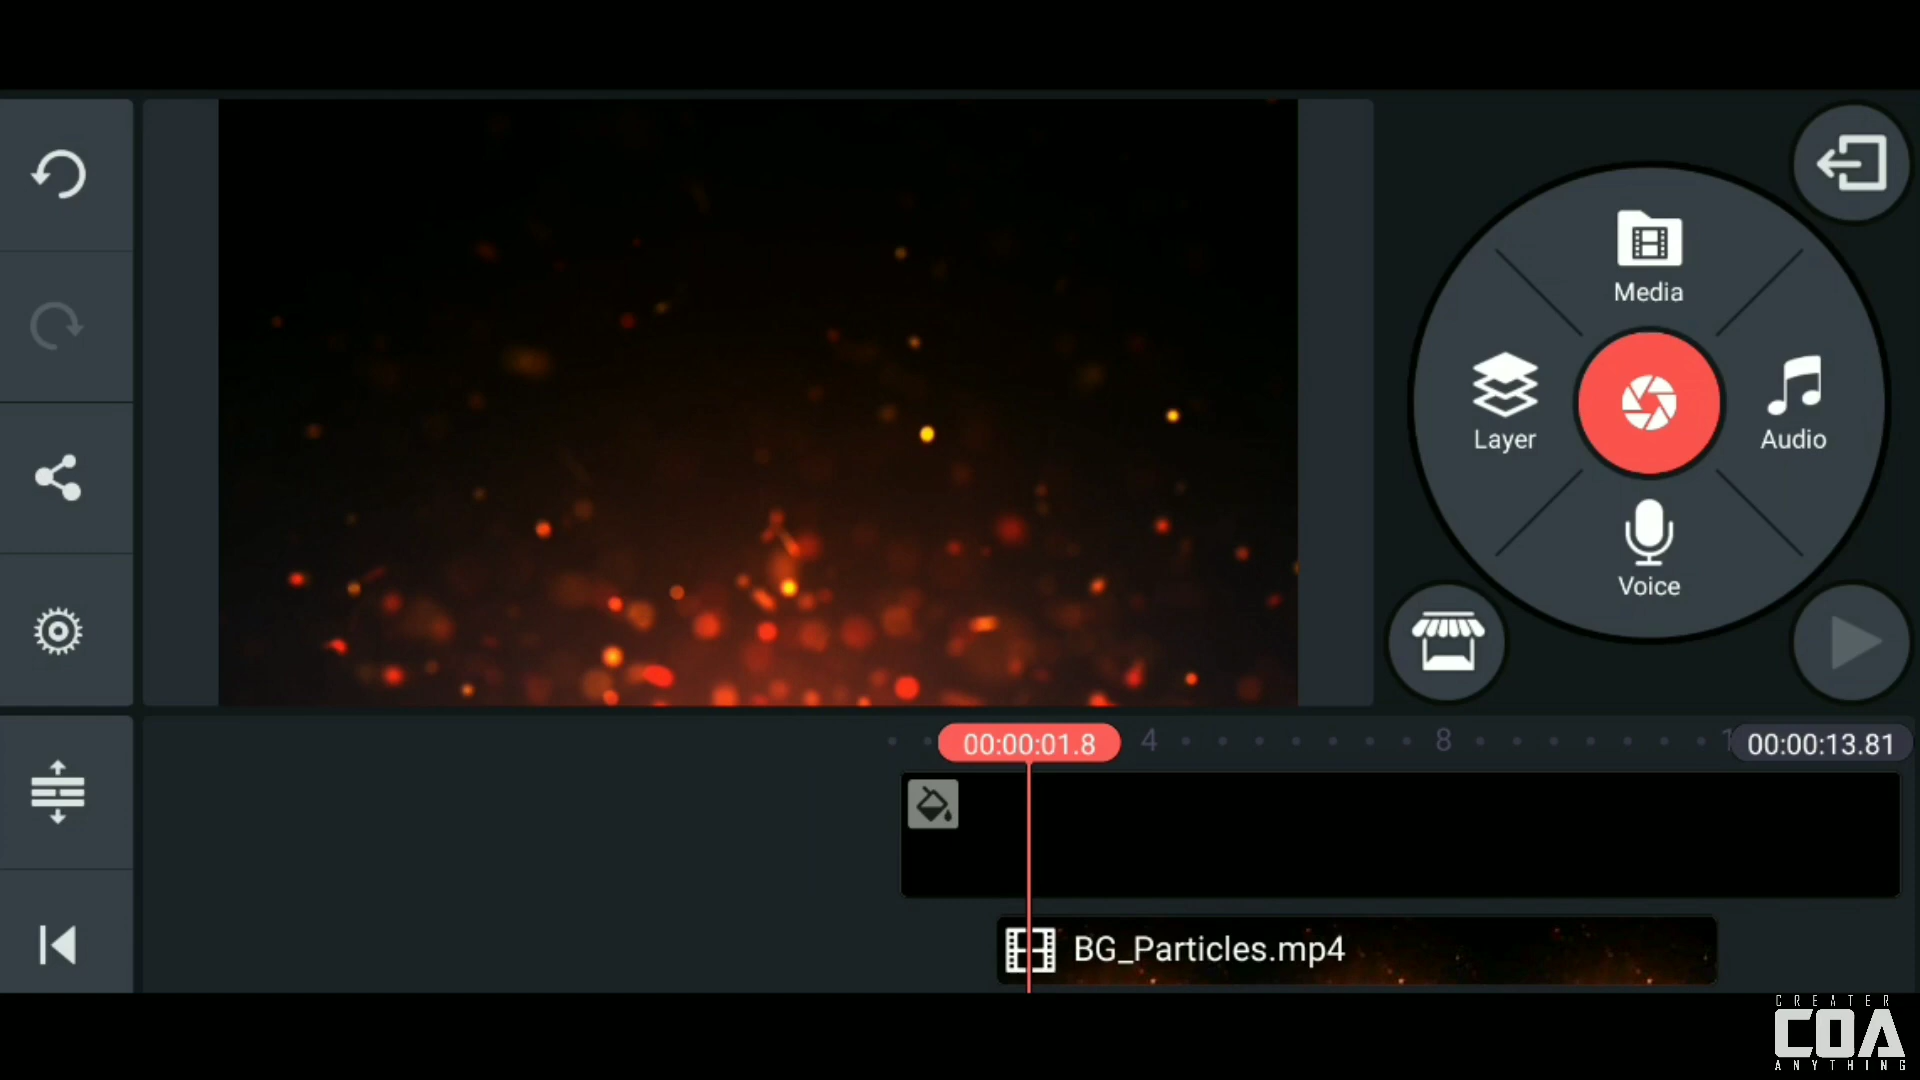 Media
Layer
Audio
Voice
00:00:01.8
4
8
1
00:00:13.81
BG_Particles.mp4
CREATER
COA
ANYTHING